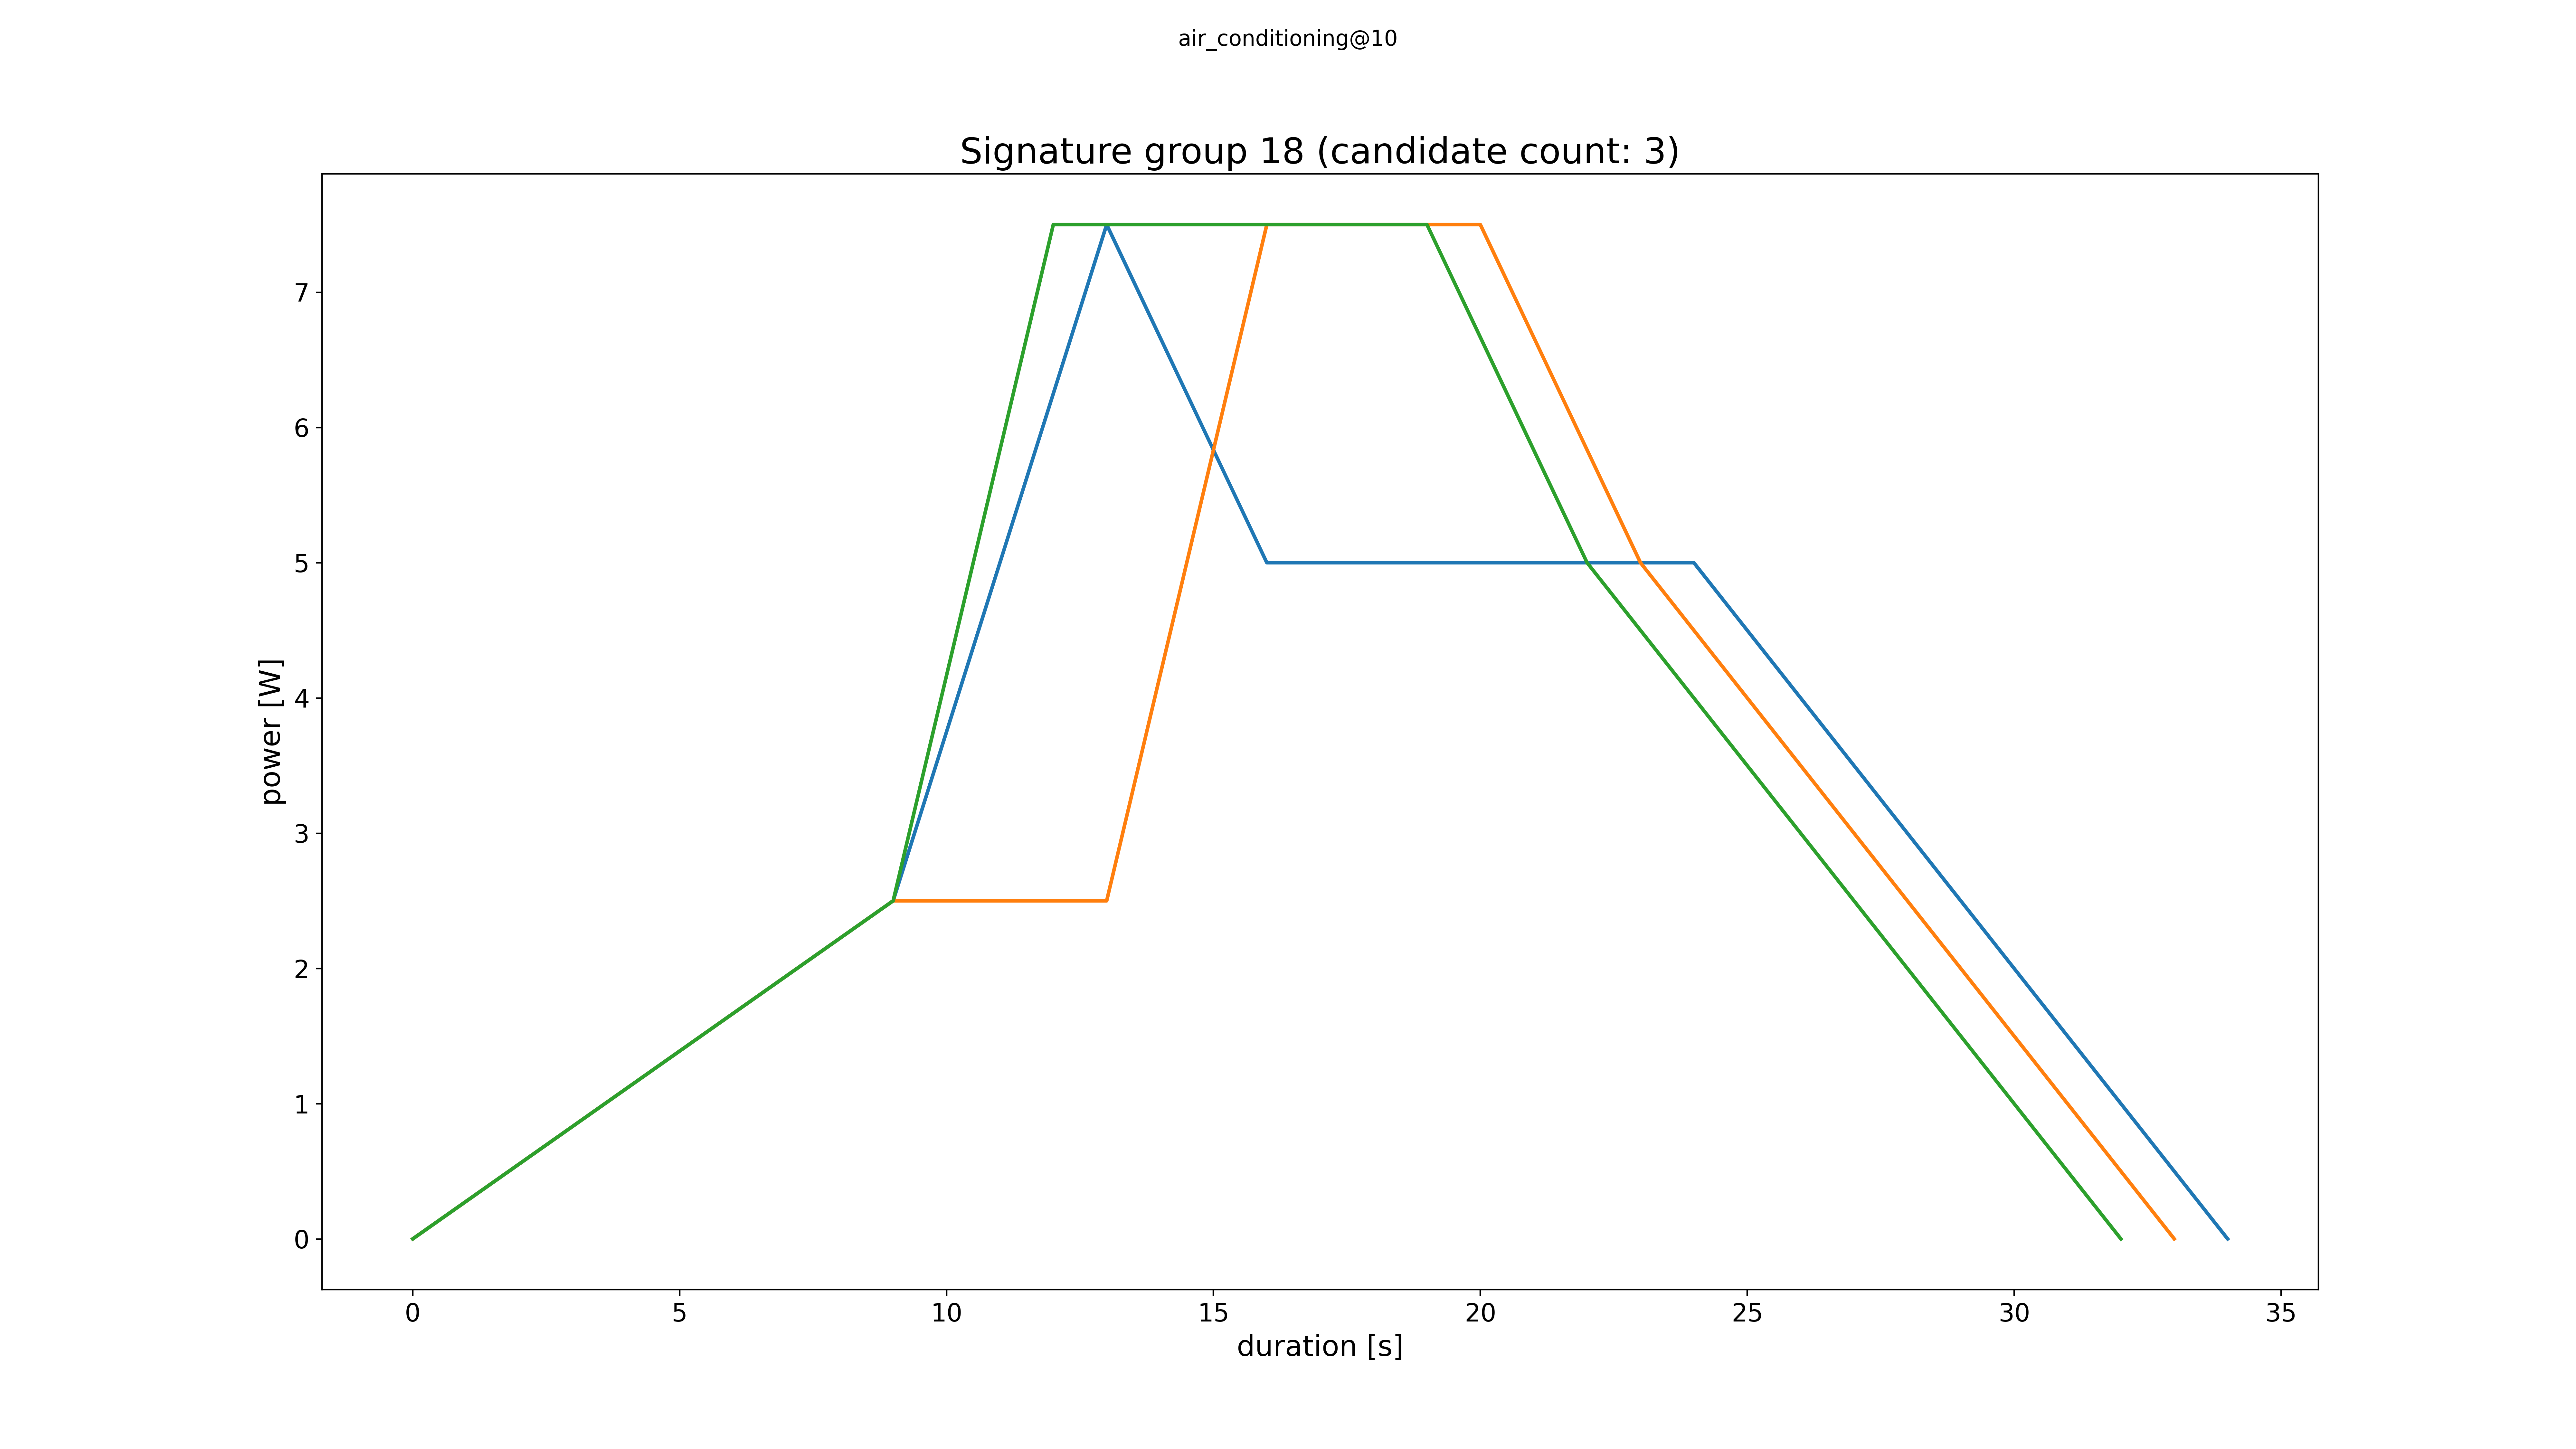 air_conditioning@10
Signature group 18 (candidate count: 3)
7
6
5
4
3
2
1
0
power [W]
0 5 10 15 20 25 30 35
duration [s]